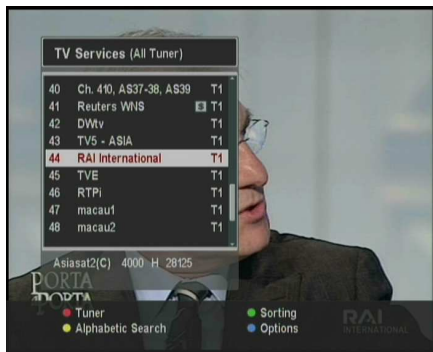 TV Services (All Tuner)
40 Ch. 410, AS37-38, AS39 T1
41 Reuters WNS $ T1
42 DWtv T1
43 TV5 - ASIA T1
44 RAI International T1
45 TVE T1
46 RTPi T1
47 macau1 T1
48 macau2 T1
Asiasat2(C) 4000 H 28125
PORTA
PORTA
Tuner
Sorting
Alphabetic Search
Options
RAI
INTERNATIONAL